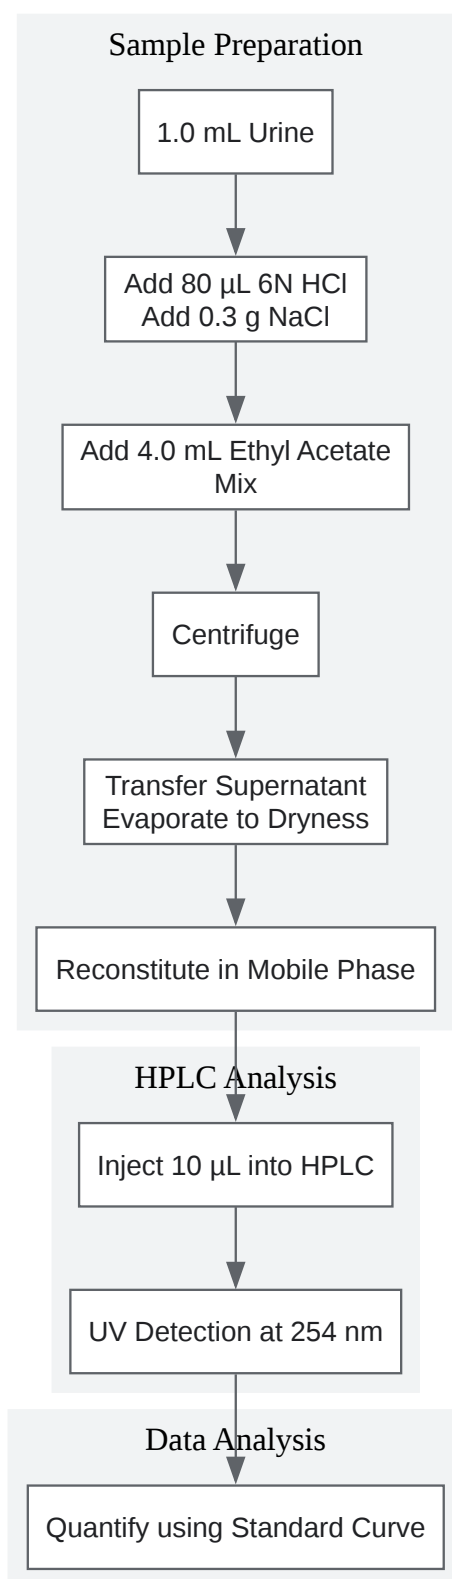 Sample Preparation
1.0 mL Urine
Add 80 µL 6N HCl
Add 0.3 g NaCl
Add 4.0 mL Ethyl Acetate
Mix
Centrifuge
Transfer Supernatant
Evaporate to Dryness
Reconstitute in Mobile Phase
HPLC Analysis
Inject 10 µL into HPLC
UV Detection at 254 nm
Data Analysis
Quantify using Standard Curve